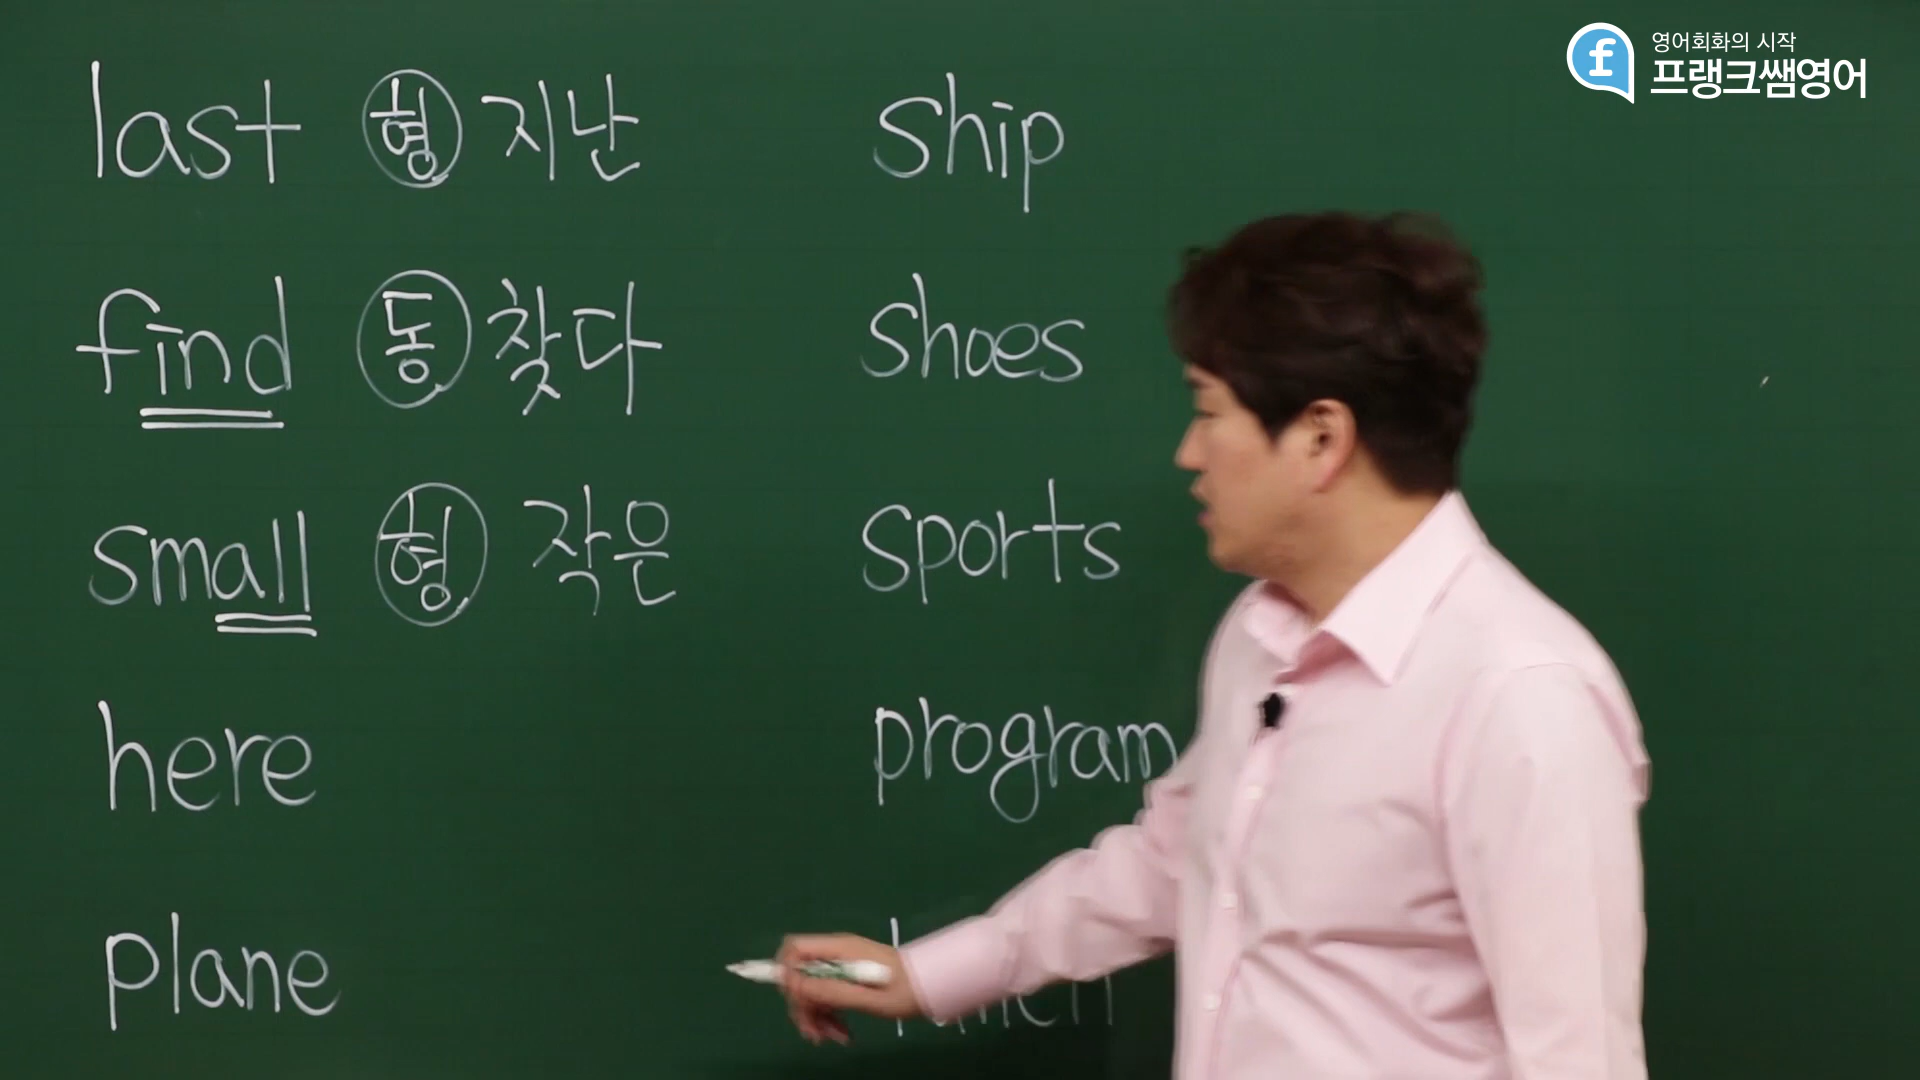 영어회화의 시작
프랭크쌤영어
last 형 지난
find 동 찾다
small 형 작은
here
plane
ship
shoes
sports
program